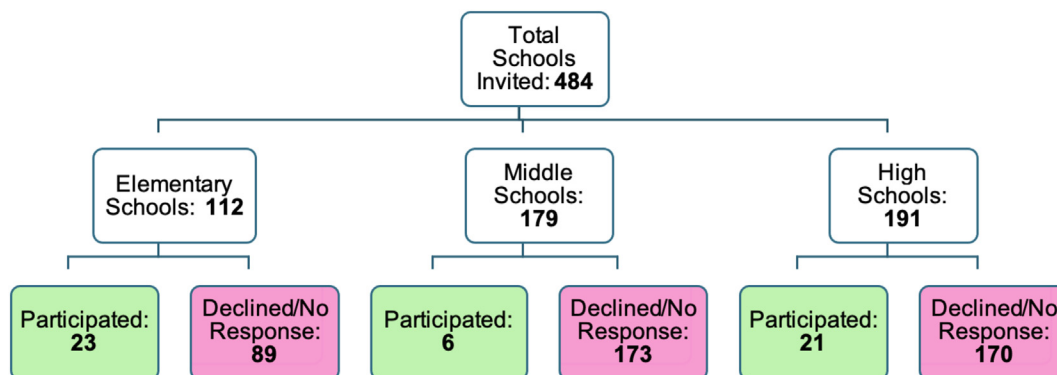 Total
Schools
Invited: 484
Elementary
Schools: 112
Middle
Schools:
179
High
Schools:
191
Participated:
23
Declined/No
Response:
89
Participated:
6
Declined/No
Response:
173
Participated:
21
Declined/No
Response:
170